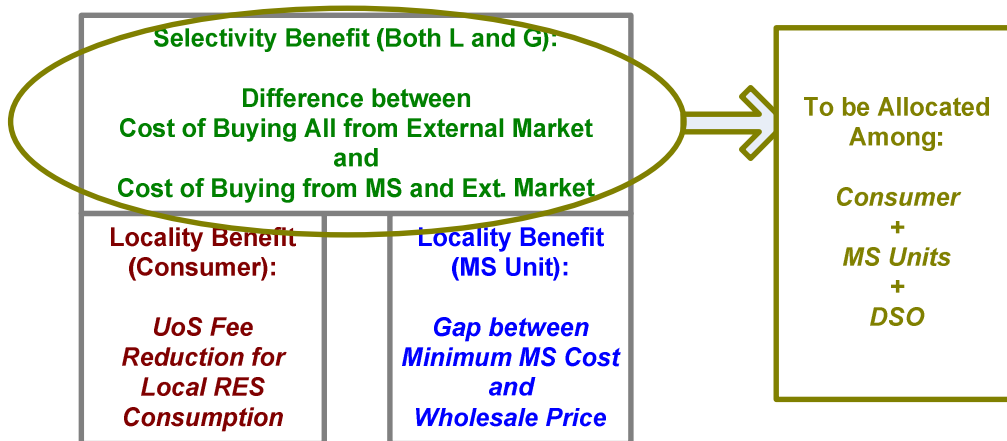 Selectivity Benefit (Both L and G):
Difference between
Cost of Buying All from External Market
and
Cost of Buying from MS and Ext. Market
Locality Benefit
(Consumer):
UoS Fee
Reduction for
Local RES
Consumption
Locality Benefit
(MS Unit):
Gap between
Minimum MS Cost
and
Wholesale Price
To be Allocated
Among:
Consumer
+
MS Units
+
DSO